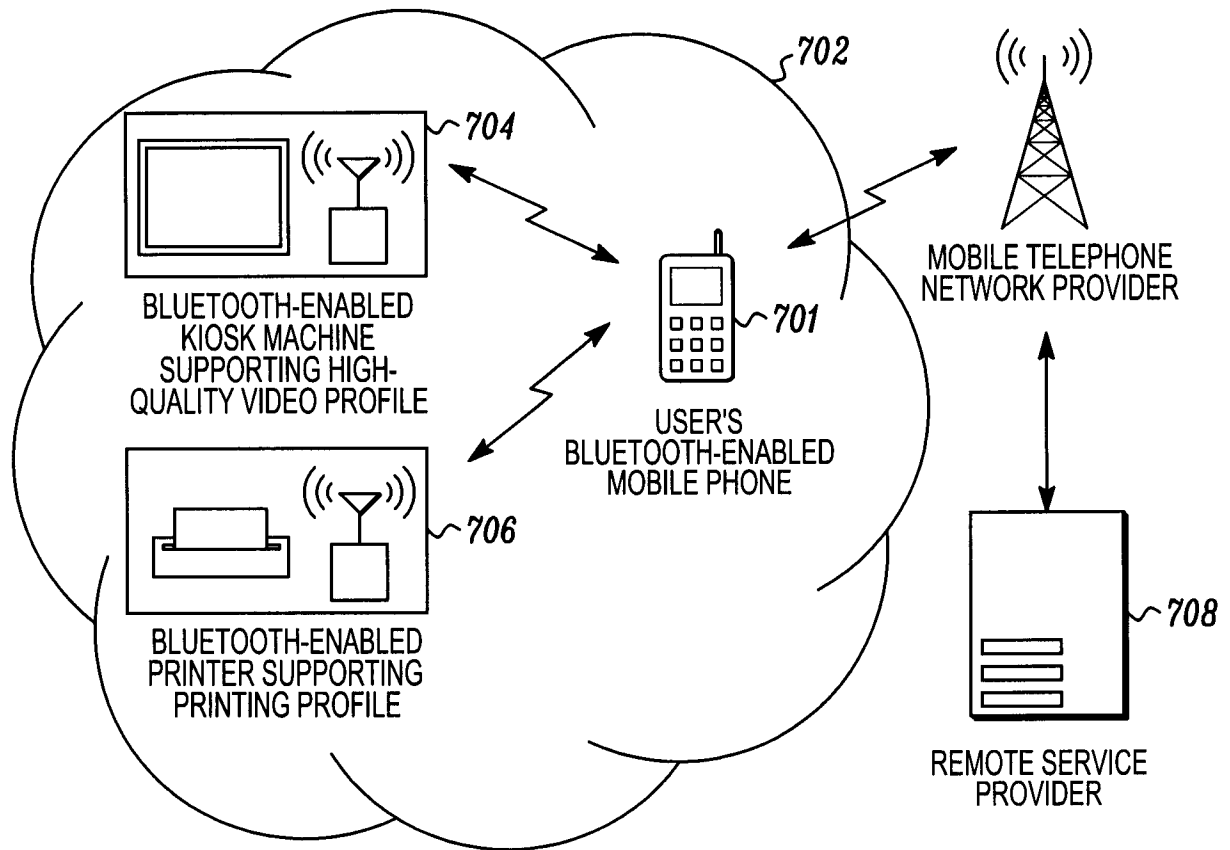 702
704
BLUETOOTH-ENABLED
KIOSK MACHINE
SUPPORTING HIGH-
QUALITY VIDEO PROFILE
706
BLUETOOTH-ENABLED
PRINTER SUPPORTING
PRINTING PROFILE
701
USER'S
BLUETOOTH-ENABLED
MOBILE PHONE
MOBILE TELEPHONE
NETWORK PROVIDER
708
REMOTE SERVICE
PROVIDER